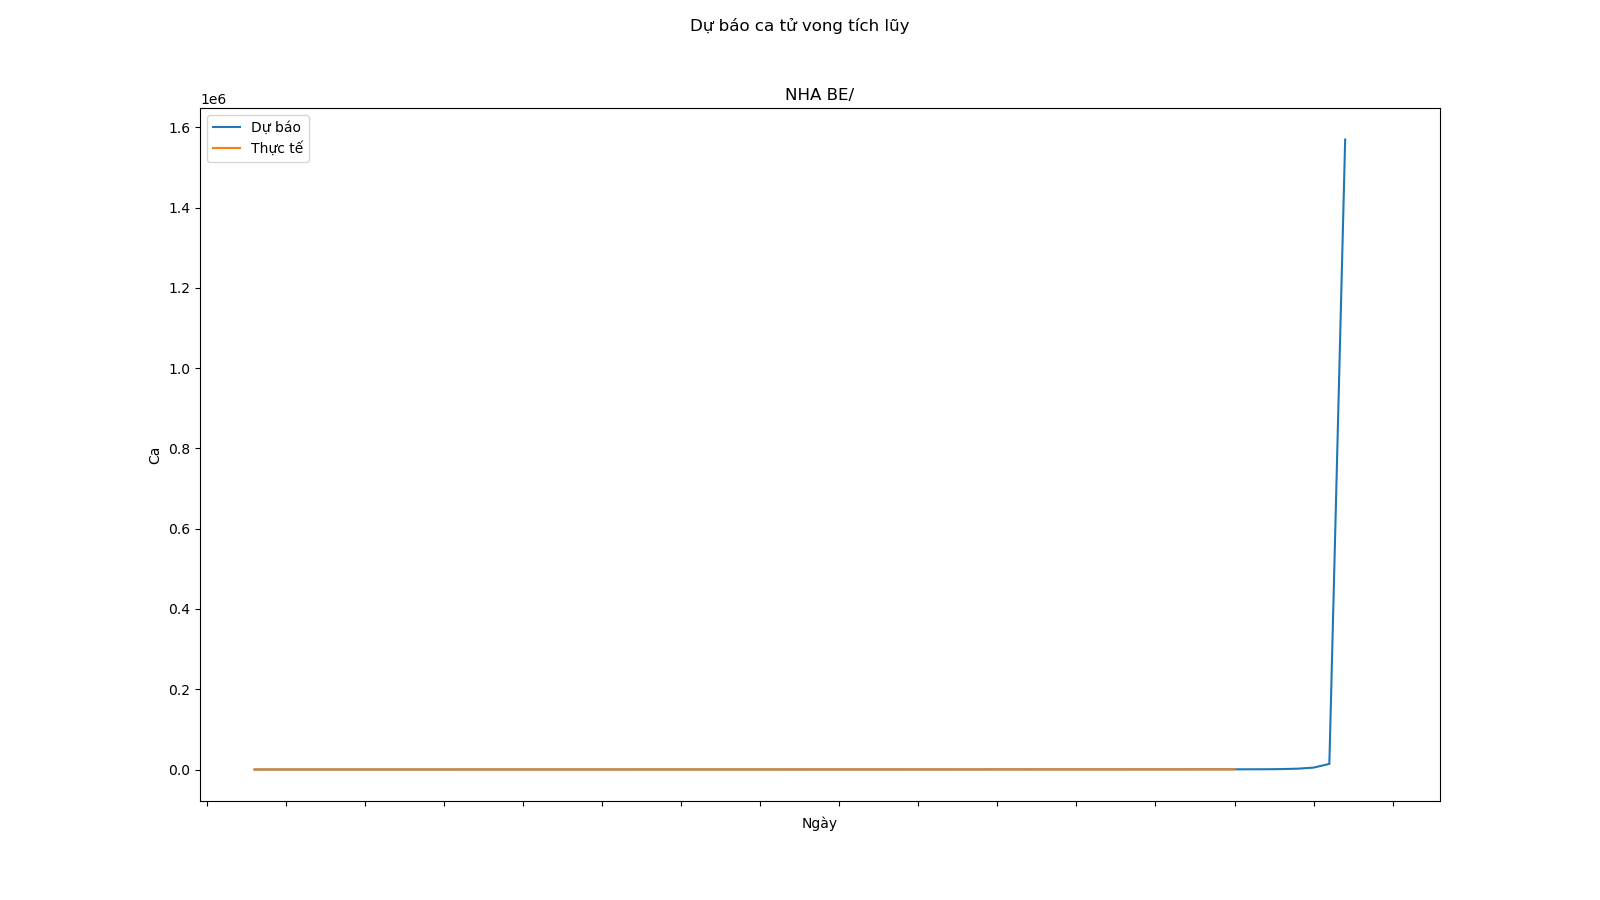 Dự báo ca tử vong tích lũy
NHA BE/
1e6
Dự báo
Thực tế
1.6
1.4
1.2
1.0
0.8
0.6
0.4
0.2
0.0
Ca
Ngày